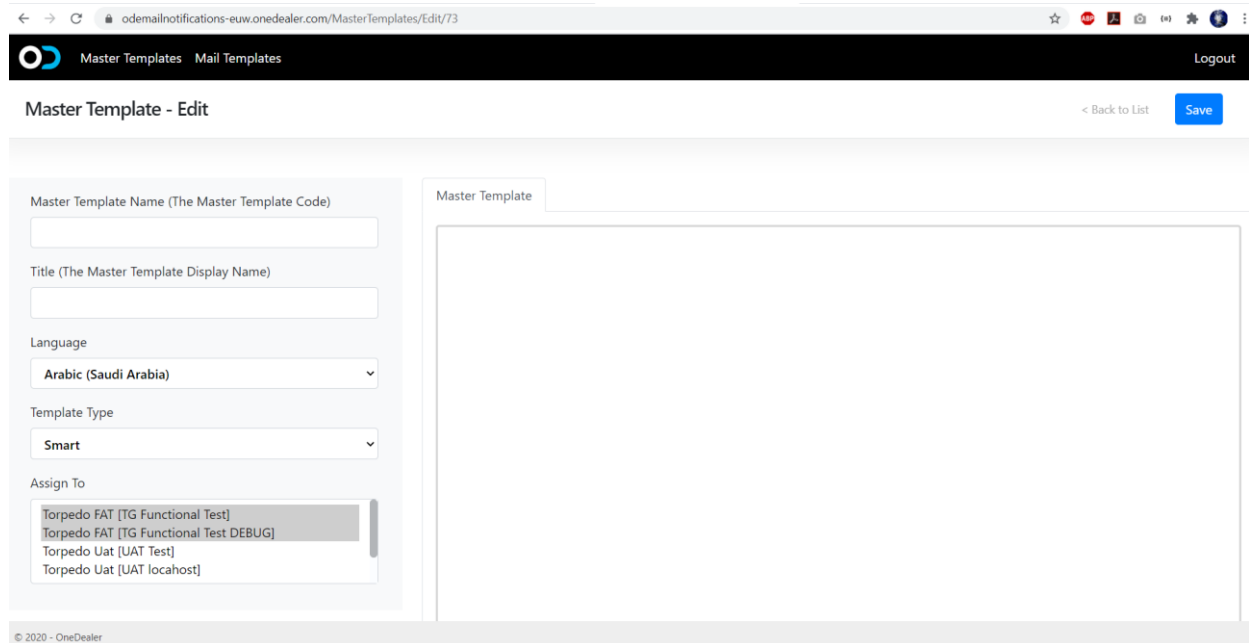 odemailnotifications-euw.onedealer.com/MasterTemplates/Edit/73
ABP
OD Master Templates Mail Templates Logout
Master Template - Edit < Back to List Save
Master Template Name (The Master Template Code)
Master Template
Title (The Master Template Display Name)
Language
Arabic (Saudi Arabia)
Template Type
Smart
Assign To
Torpedo FAT [TG Functional Test]
Torpedo FAT [TG Functional Test DEBUG]
Torpedo Uat [UAT Test]
Torpedo Uat [UAT locahost]
© 2020 - OneDealer